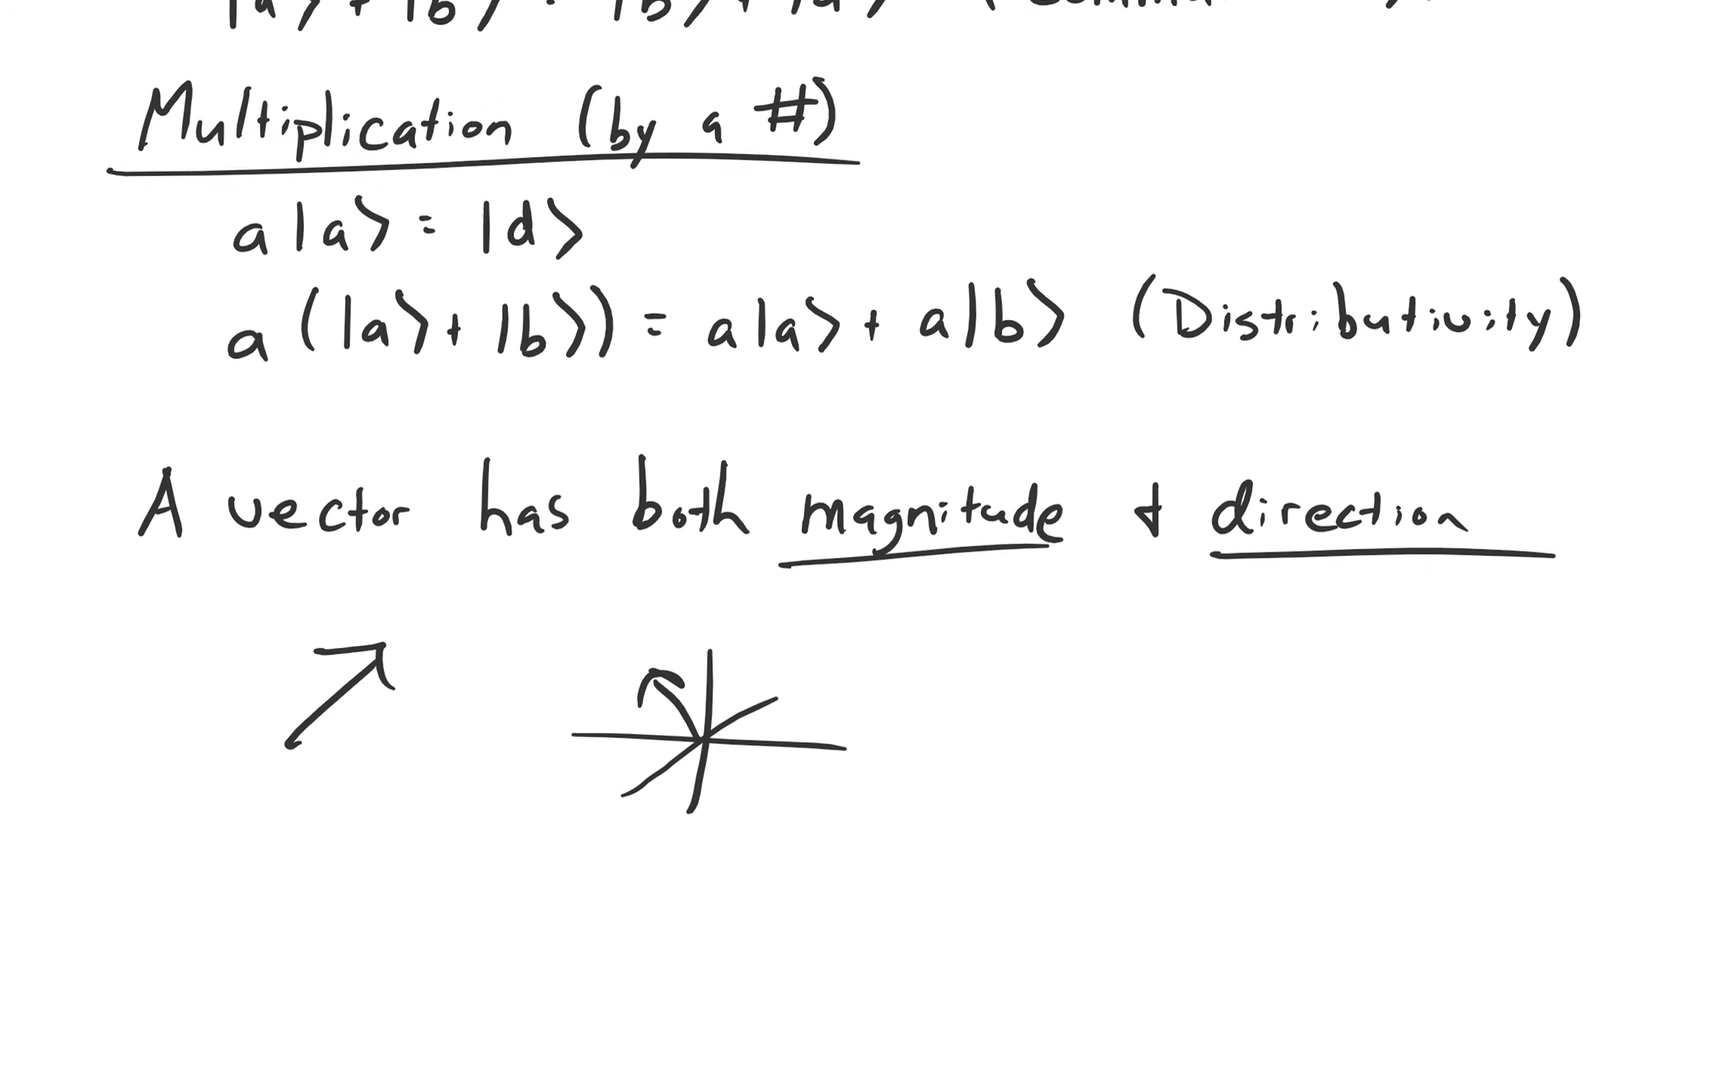 |a⟩ + |b⟩ = |b⟩ + |a⟩
Multiplication (by a #)
a|a⟩ = |d⟩
a(|a⟩ + |b⟩) = a|a⟩ + a|b⟩ (Distributivity)
A vector has both magnitude & direction